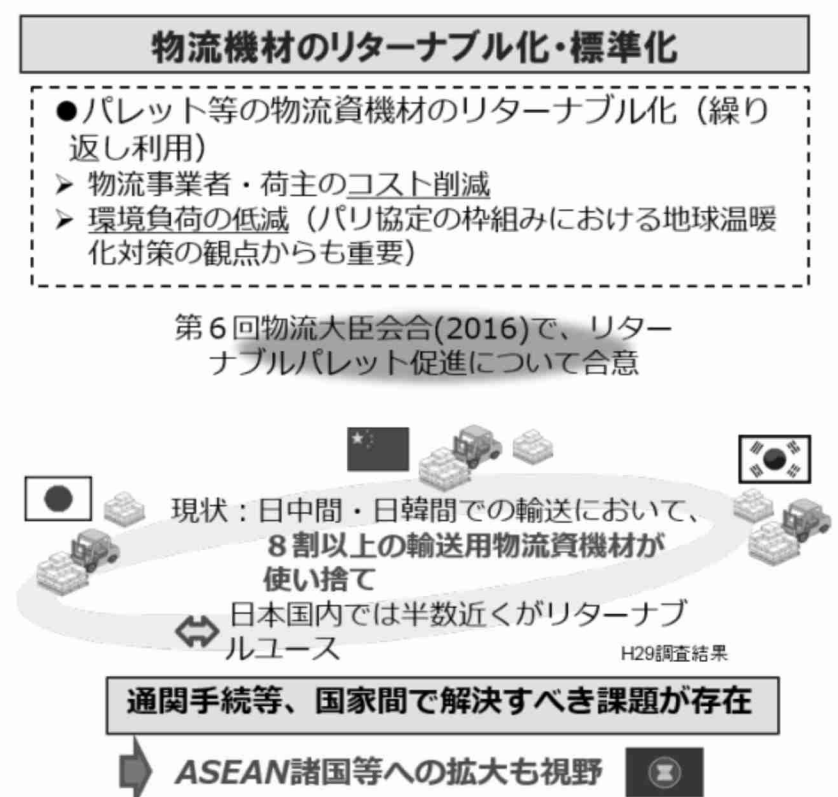 物流機材のリターナブル化・標準化
●パレット等の物流資機材のリターナブル化（繰り
返し利用）
➢ 物流事業者・荷主のコスト削減
➢ 環境負荷の低減（パリ協定の枠組みにおける地球温暖
化対策の観点からも重要）
第６回物流大臣会合(2016)で、リター
ナブルパレット促進について合意
現状：日中間・日韓間での輸送において、
８割以上の輸送用物流資機材が
使い捨て
⇔ 日本国内では半数近くがリターナブ
ルユース
H29調査結果
通関手続等、国家間で解決すべき課題が存在
ASEAN諸国等への拡大も視野